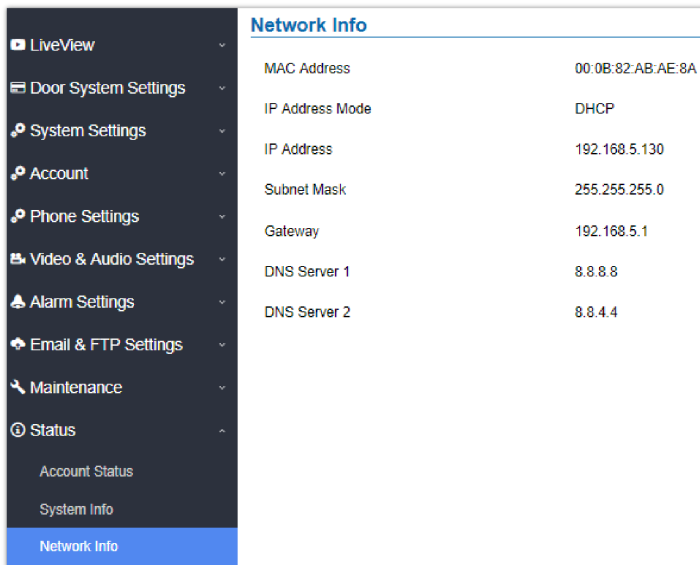 LiveView
Door System Settings
System Settings
Account
Phone Settings
Video & Audio Settings
Alarm Settings
Email & FTP Settings
Maintenance
Status
Account Status
System Info
Network Info
Network Info
MAC Address 00:0B:82:AB:AE:8A
IP Address Mode DHCP
IP Address 192.168.5.130
Subnet Mask 255.255.255.0
Gateway 192.168.5.1
DNS Server 1 8.8.8.8
DNS Server 2 8.8.4.4